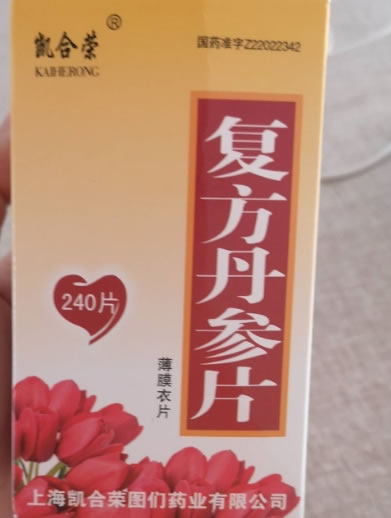 凯合荣®
KAIHERONG
国药准字Z22022342
复方丹参片
240片
薄膜衣片
上海凯合荣图们药业有限公司